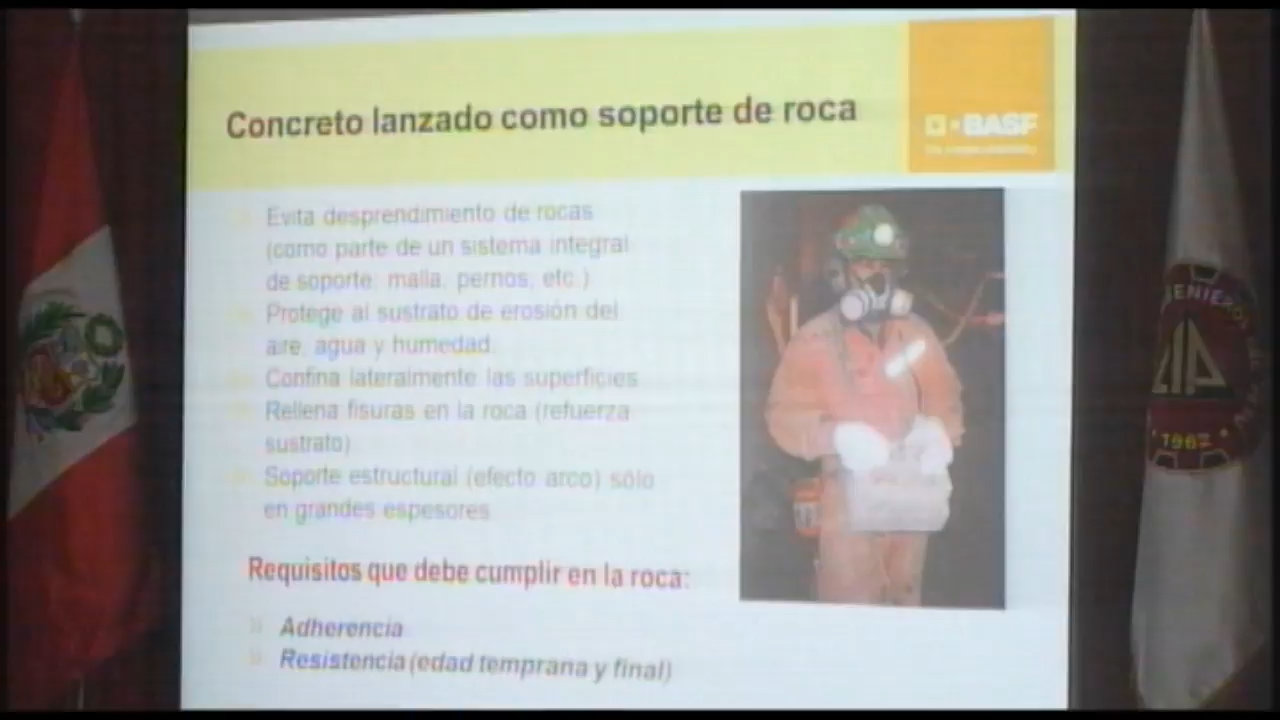 Concreto lanzado como soporte de roca
BASF
Evita desprendimiento de rocas
(como parte de un sistema integral
de soporte: malla, pernos, etc.)
Protege al sustrato de erosión del
aire, agua y humedad.
Confina lateralmente las superficies
Rellena fisuras en la roca (refuerza
sustrato)
Soporte estructural (efecto arco) sólo
en grandes espesores.
Requisitos que debe cumplir en la roca:
» Adherencia
» Resistencia (edad temprana y final)
1962